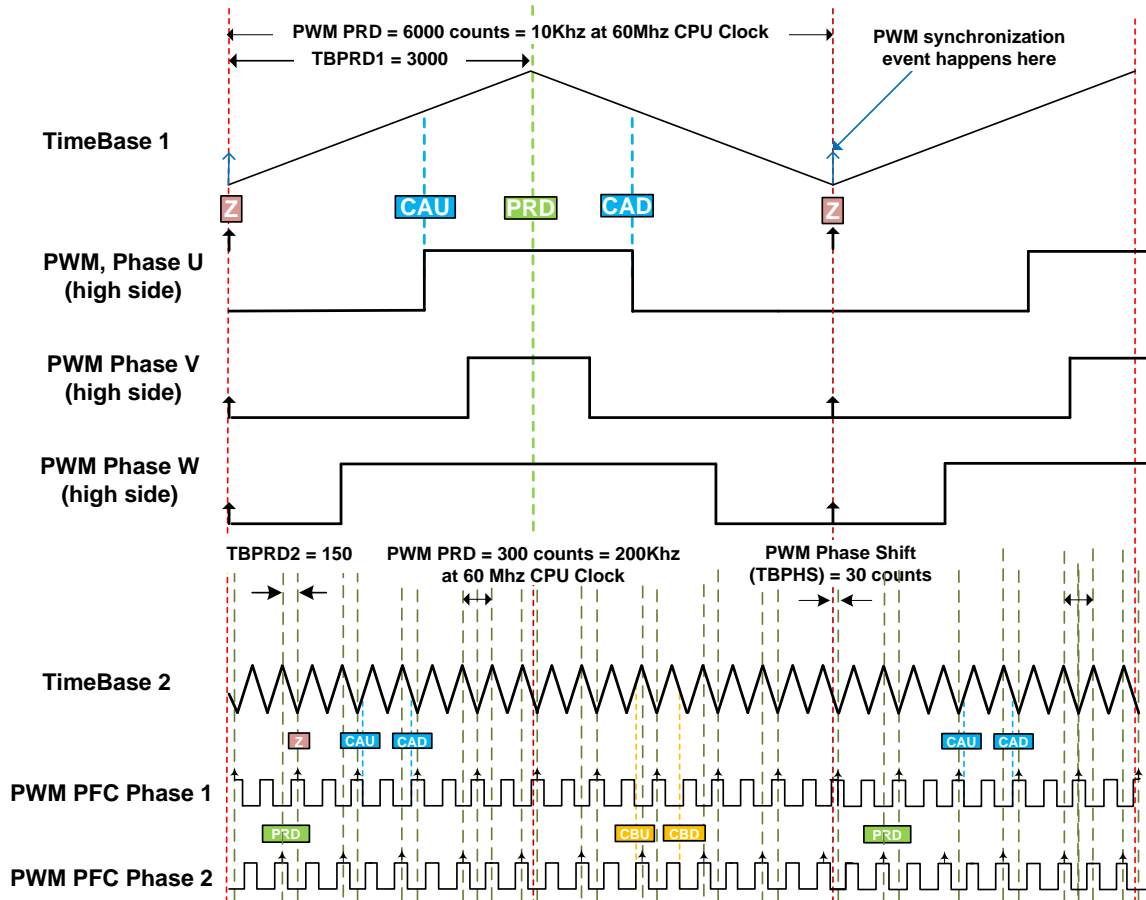 PWM PRD = 6000 counts = 10Khz at 60Mhz CPU Clock
TBPRD1 = 3000
PWM synchronization
event happens here
TimeBase 1
Z
CAU
PRD
CAD
Z
PWM, Phase U
(high side)
PWM Phase V
(high side)
PWM Phase W
(high side)
TBPRD2 = 150
PWM PRD = 300 counts = 200Khz
at 60 Mhz CPU Clock
PWM Phase Shift
(TBPHS) = 30 counts
TimeBase 2
Z
CAU
CAD
CAU
CAD
PWM PFC Phase 1
PRD
CBU
CBD
PRD
PWM PFC Phase 2